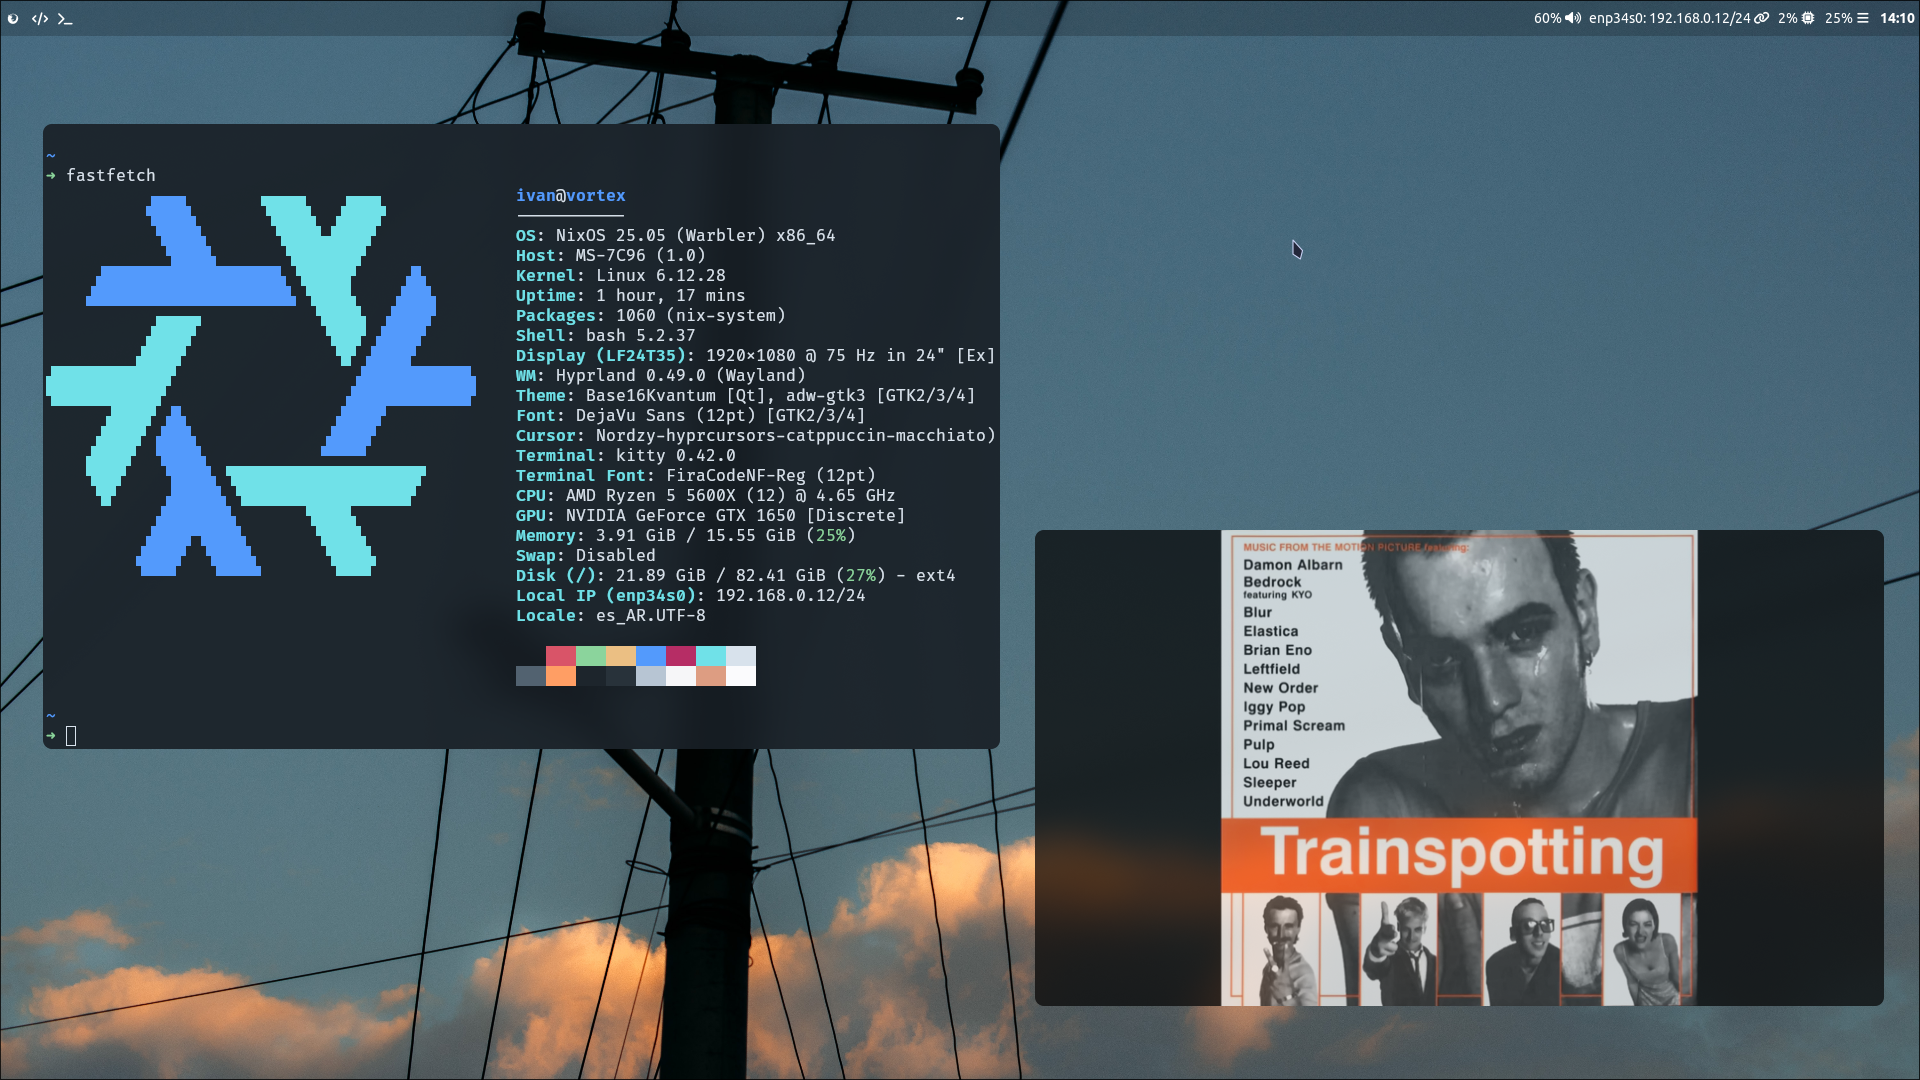 </> >_
~
60% enp34s0: 192.168.0.12/24 2% 25% 14:10
~
➜ fastfetch
ivan@vortex
OS: NixOS 25.05 (Warbler) x86_64
Host: MS-7C96 (1.0)
Kernel: Linux 6.12.28
Uptime: 1 hour, 17 mins
Packages: 1060 (nix-system)
Shell: bash 5.2.37
Display (LF24T35): 1920×1080 @ 75 Hz in 24" [Ex]
WM: Hyprland 0.49.0 (Wayland)
Theme: Base16Kvantum [Qt], adw-gtk3 [GTK2/3/4]
Font: DejaVu Sans (12pt) [GTK2/3/4]
Cursor: Nordzy-hyprcursors-catppuccin-macchiato)
Terminal: kitty 0.42.0
Terminal Font: FiraCodeNF-Reg (12pt)
CPU: AMD Ryzen 5 5600X (12) @ 4.65 GHz
GPU: NVIDIA GeForce GTX 1650 [Discrete]
Memory: 3.91 GiB / 15.55 GiB (25%)
Swap: Disabled
Disk (/): 21.89 GiB / 82.41 GiB (27%) - ext4
Local IP (enp34s0): 192.168.0.12/24
Locale: es_AR.UTF-8
~
➜
MUSIC FROM THE MOTION PICTURE featuring:
Damon Albarn
Bedrock
featuring KYO
Blur
Elastica
Brian Eno
Leftfield
New Order
Iggy Pop
Primal Scream
Pulp
Lou Reed
Sleeper
Underworld
Trainspotting